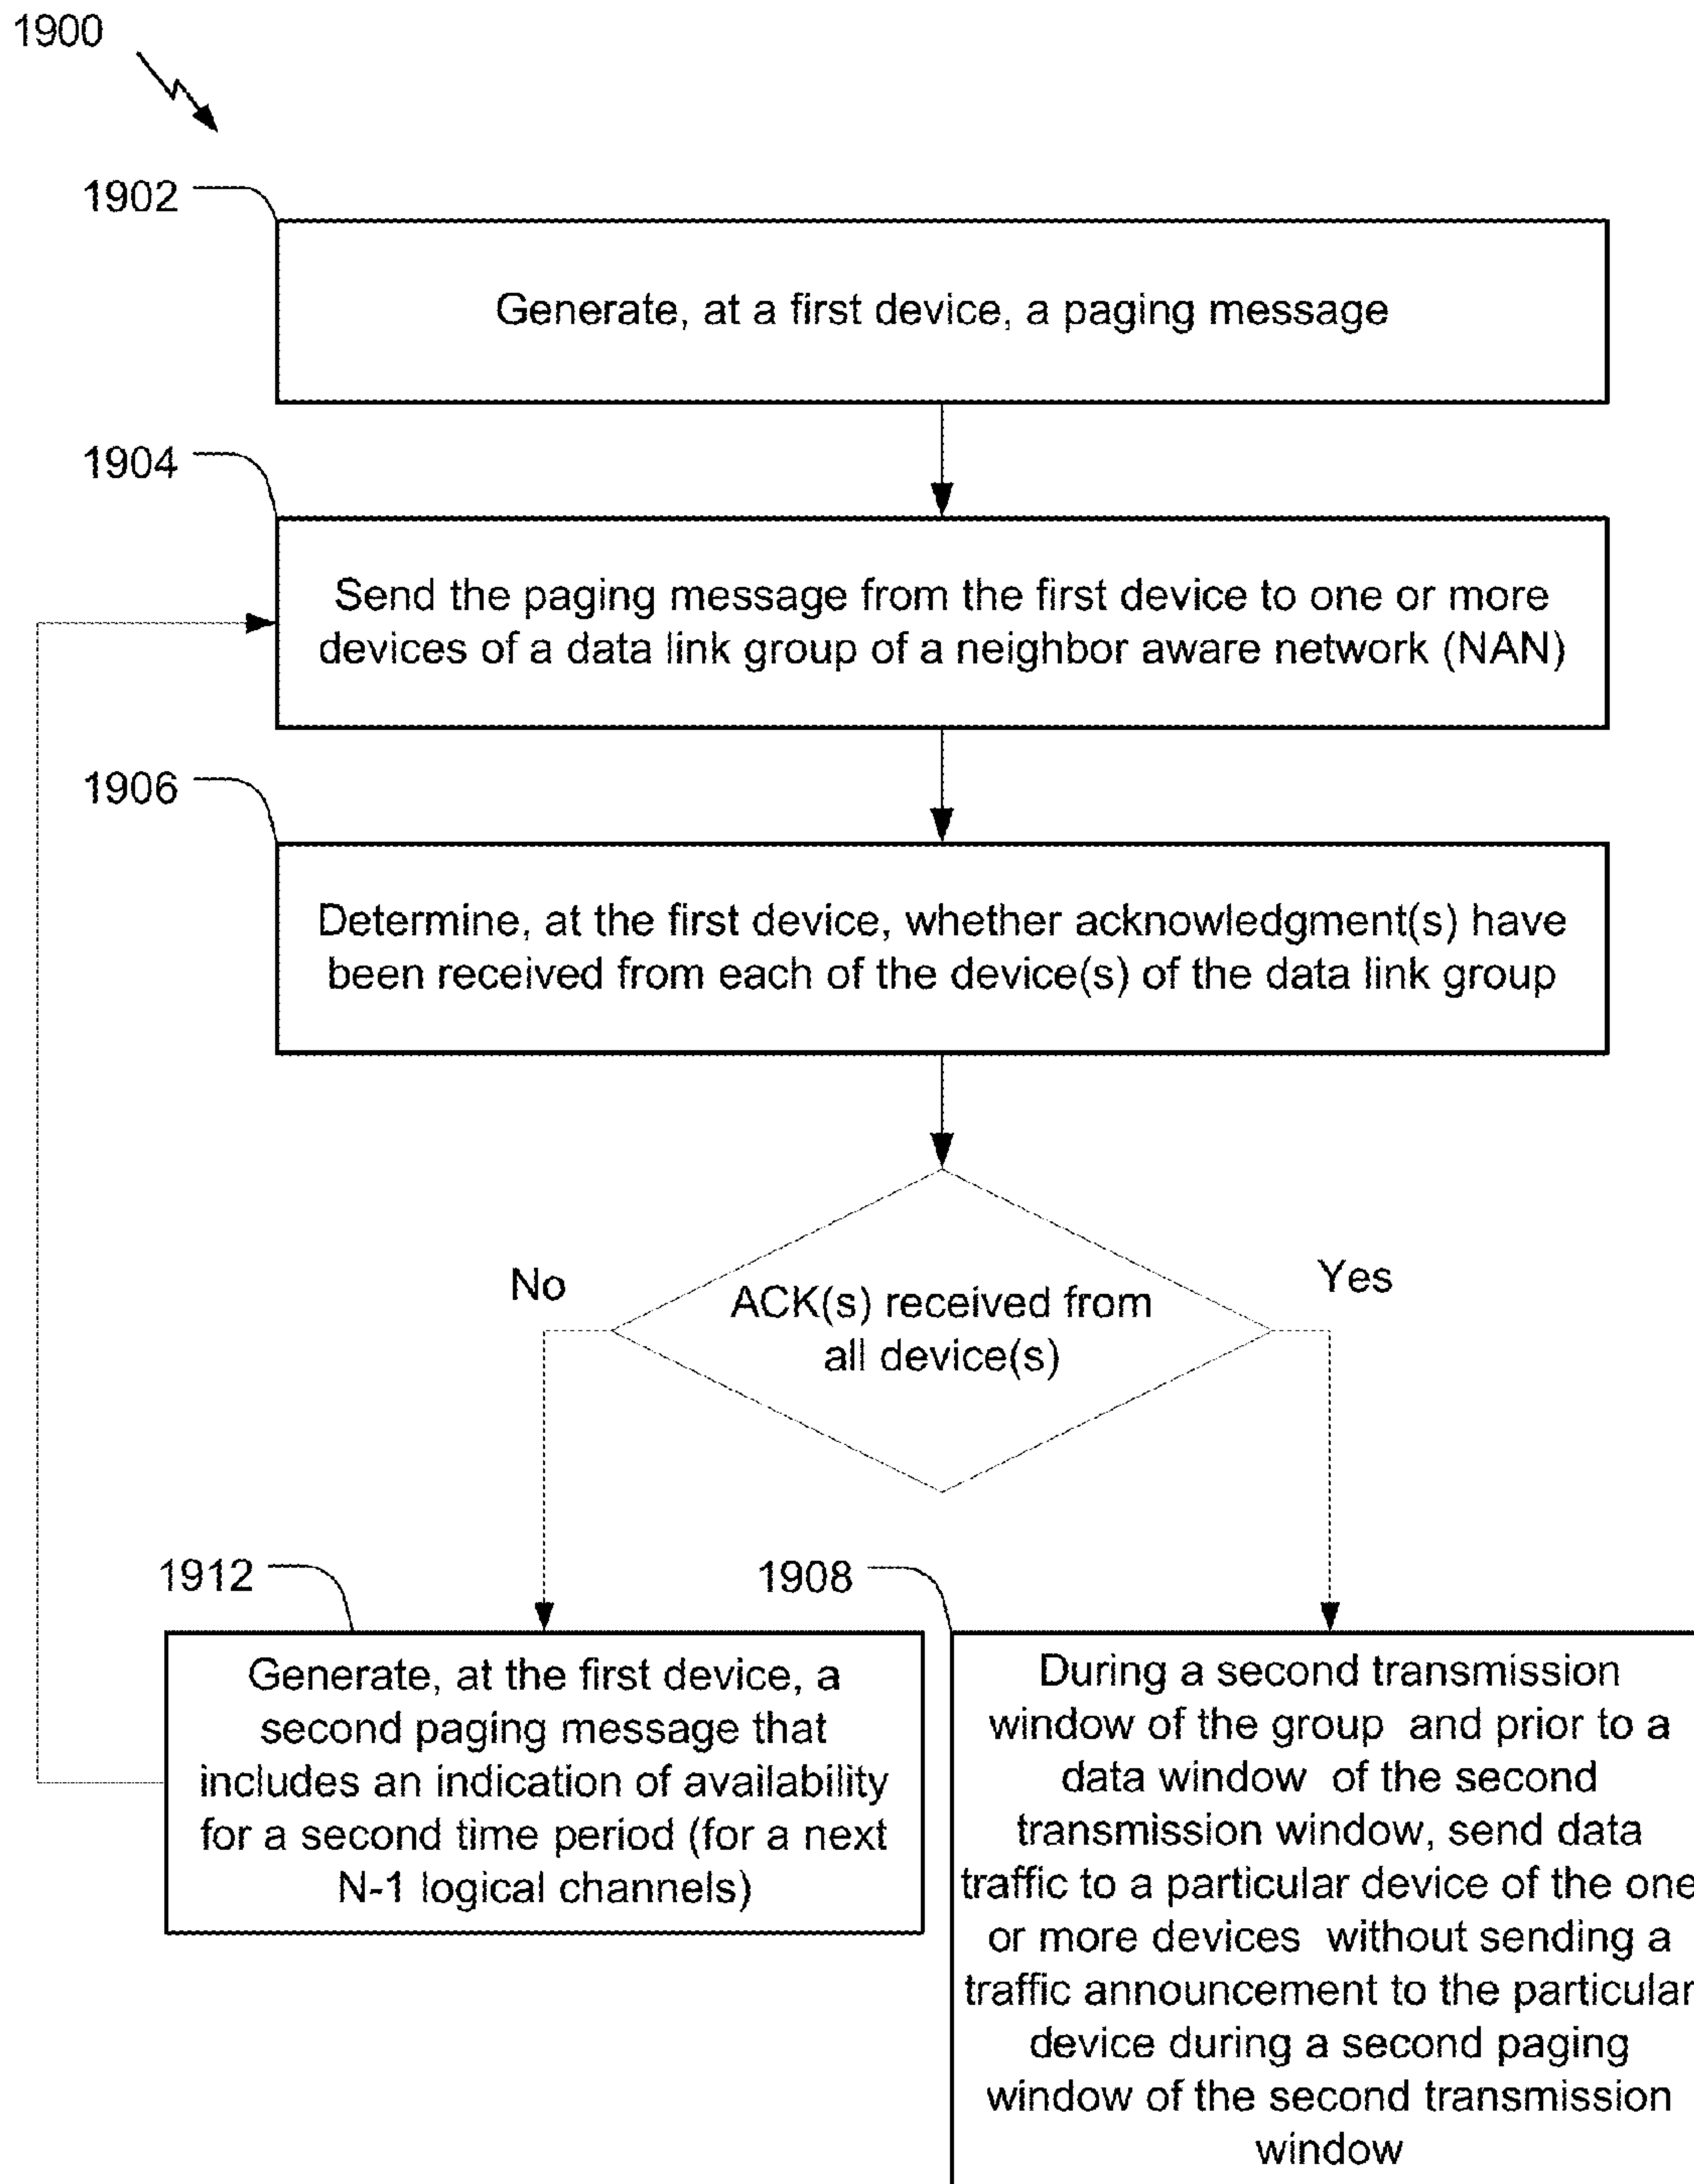 1900
1902
Generate, at a first device, a paging message
1904
Send the paging message from the first device to one or more
devices of a data link group of a neighbor aware network (NAN)
1906
Determine, at the first device, whether acknowledgment(s) have
been received from each of the device(s) of the data link group
No
Yes
ACK(s) received from
all device(s)
1912
Generate, at the first device, a
second paging message that
includes an indication of availability
for a second time period (for a next
N-1 logical channels)
1908
During a second transmission
window of the group and prior to a
data window of the second
transmission window, send data
traffic to a particular device of the one
or more devices without sending a
traffic announcement to the particular
device during a second paging
window of the second transmission
window